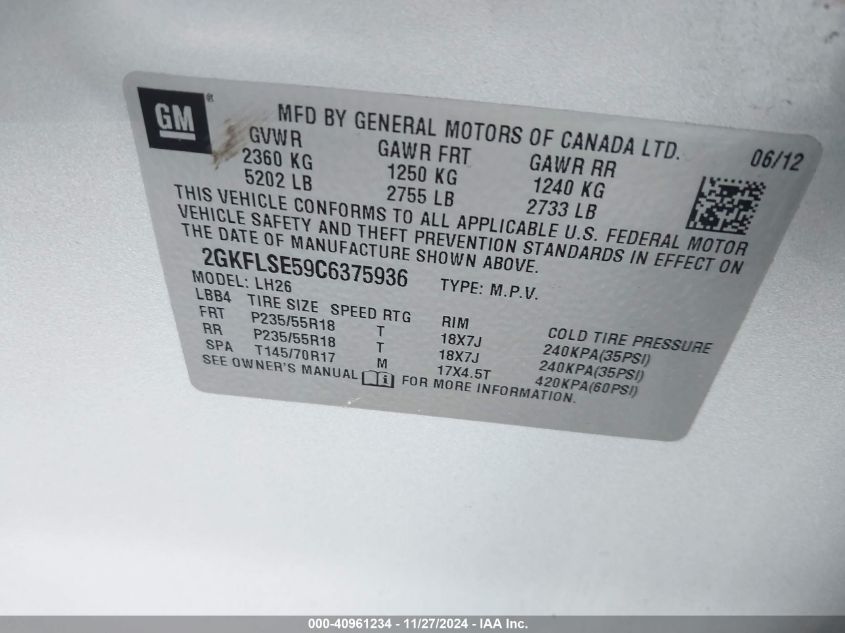 GM®
MFD BY GENERAL MOTORS OF CANADA LTD. 06/12
GVWR GAWR FRT GAWR RR
2360 KG 1250 KG 1240 KG
5202 LB 2755 LB 2733 LB
THIS VEHICLE CONFORMS TO ALL APPLICABLE U.S. FEDERAL MOTOR
VEHICLE SAFETY AND THEFT PREVENTION STANDARDS IN EFFECT ON
THE DATE OF MANUFACTURE SHOWN ABOVE.
2GKFLSE59C6375936 TYPE: M.P.V.
MODEL: LH26
LBB4 TIRE SIZE SPEED RTG RIM COLD TIRE PRESSURE
FRT P235/55R18 T 18X7J 240KPA(35PSI)
RR P235/55R18 T 18X7J 240KPA(35PSI)
SPA T145/70R17 M 17X4.5T 420KPA(60PSI)
SEE OWNER'S MANUAL FOR MORE INFORMATION.
000-40961234 - 11/27/2024 - IAA Inc.